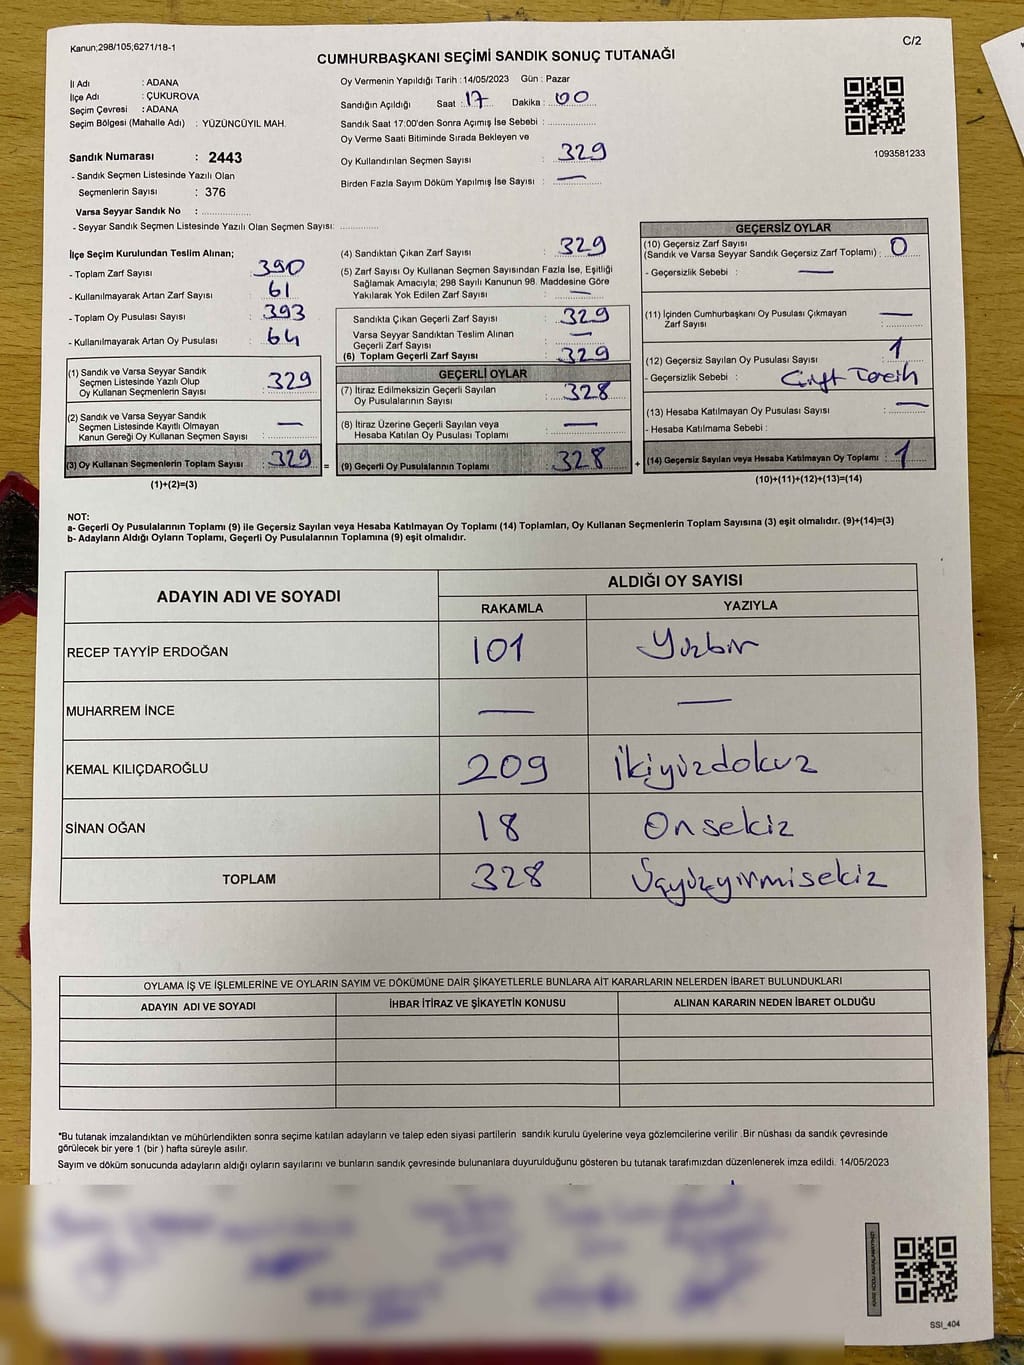 Kanun;298/105,6271/18-1
C/2
CUMHURBAŞKANI SEÇİMİ SANDIK SONUÇ TUTANAĞI
İl Adı : ADANA
İlçe Adı : ÇUKUROVA
Seçim Çevresi : ADANA
Seçim Bölgesi (Mahalle Adı) : YÜZÜNCÜYIL MAH.
Sandık Numarası : 2443
- Sandık Seçmen Listesinde Yazılı Olan
Seçmenlerin Sayısı : 376
Varsa Seyyar Sandık No : ..................
- Seyyar Sandık Seçmen Listesinde Yazılı Olan Seçmen Sayısı: ..............
Oy Vermenin Yapıldığı Tarih : 14/05/2023 Gün : Pazar
Sandığın Açıldığı Saat : 17 Dakika : 00
Sandık Saat 17:00'den Sonra Açımış İse Sebebi : ..................
Oy Verme Saati Bitiminde Sırada Bekleyen ve
Oy Kullandırılan Seçmen Sayısı : 329
Birden Fazla Sayım Döküm Yapılmış İse Sayısı : —
1093581233
İlçe Seçim Kurulundan Teslim Alınan;
- Toplam Zarf Sayısı : 390
- Kullanılmayarak Artan Zarf Sayısı : 61
- Toplam Oy Pusulası Sayısı : 393
- Kullanılmayarak Artan Oy Pusulası : 64
(1) Sandık ve Varsa Seyyar Sandık
Seçmen Listesinde Yazılı Olup
Oy Kullanan Seçmenlerin Sayısı : 329
(2) Sandık ve Varsa Seyyar Sandık
Seçmen Listesinde Kayıtlı Olmayan
Kanun Gereği Oy Kullanan Seçmen Sayısı : —
(3) Oy Kullanan Seçmenlerin Toplam Sayısı : 329 =
(1)+(2)=(3)
(4) Sandıktan Çıkan Zarf Sayısı : 329
(5) Zarf Sayısı Oy Kullanan Seçmen Sayısından Fazla İse, Eşitliği
Sağlamak Amacıyla; 298 Sayılı Kanunun 98. Maddesine Göre
Yakılarak Yok Edilen Zarf Sayısı : —
Sandıkta Çıkan Geçerli Zarf Sayısı : 329
Varsa Seyyar Sandıktan Teslim Alınan
Geçerli Zarf Sayısı : —
(6) Toplam Geçerli Zarf Sayısı : 329
GEÇERLİ OYLAR
(7) İtiraz Edilmeksizin Geçerli Sayılan
Oy Pusulalarının Sayısı : 328
(8) İtiraz Üzerine Geçerli Sayılan veya
Hesaba Katılan Oy Pusulası Toplamı : —
(9) Geçerli Oy Pusulalarının Toplamı : 328 +
GEÇERSİZ OYLAR
(10) Geçersiz Zarf Sayısı
(Sandık ve Varsa Seyyar Sandık Geçersiz Zarf Toplamı) : 0
- Geçersizlik Sebebi : —
(11) İçinden Cumhurbaşkanı Oy Pusulası Çıkmayan
Zarf Sayısı : —
(12) Geçersiz Sayılan Oy Pusulası Sayısı : 1
- Geçersizlik Sebebi : Çift Tercih
(13) Hesaba Katılmayan Oy Pusulası Sayısı : —
- Hesaba Katılmama Sebebi :
(14) Geçersiz Sayılan veya Hesaba Katılmayan Oy Toplamı : 1
(10)+(11)+(12)+(13)=(14)
NOT:
a- Geçerli Oy Pusulalarının Toplamı (9) ile Geçersiz Sayılan veya Hesaba Katılmayan Oy Toplamı (14) Toplamları, Oy Kullanan Seçmenlerin Toplam Sayısına (3) eşit olmalıdır. (9)+(14)=(3)
b- Adayların Aldığı Oyların Toplamı, Geçerli Oy Pusulalarının Toplamına (9) eşit olmalıdır.
ADAYIN ADI VE SOYADI
ALDIĞI OY SAYISI
RAKAMLA YAZIYLA
RECEP TAYYİP ERDOĞAN 101 Yüzbir
MUHARREM İNCE — —
KEMAL KILIÇDAROĞLU 209 İkiyüzdokuz
SİNAN OĞAN 18 Onsekiz
TOPLAM 328 Üçyüzyirmisekiz
OYLAMA İŞ VE İŞLEMLERİNE VE OYLARIN SAYIM VE DÖKÜMÜNE DAİR ŞİKAYETLERLE BUNLARA AİT KARARLARIN NELERDEN İBARET BULUNDUKLARI
ADAYIN ADI VE SOYADI İHBAR İTİRAZ VE ŞİKAYETİN KONUSU ALINAN KARARIN NEDEN İBARET OLDUĞU
*Bu tutanak imzalandıktan ve mühürlendikten sonra seçime katılan adayların ve talep eden siyasi partilerin sandık kurulu üyelerine veya gözlemcilerine verilir .Bir nüshası da sandık çevresinde
görülecek bir yere 1 (bir ) hafta süreyle asılır.
Sayım ve döküm sonucunda adayların aldığı oyların sayılarını ve bunların sandık çevresinde bulunanlara duyurulduğunu gösteren bu tutanak tarafımızdan düzenlenerek imza edildi. 14/05/2023
SSI_404